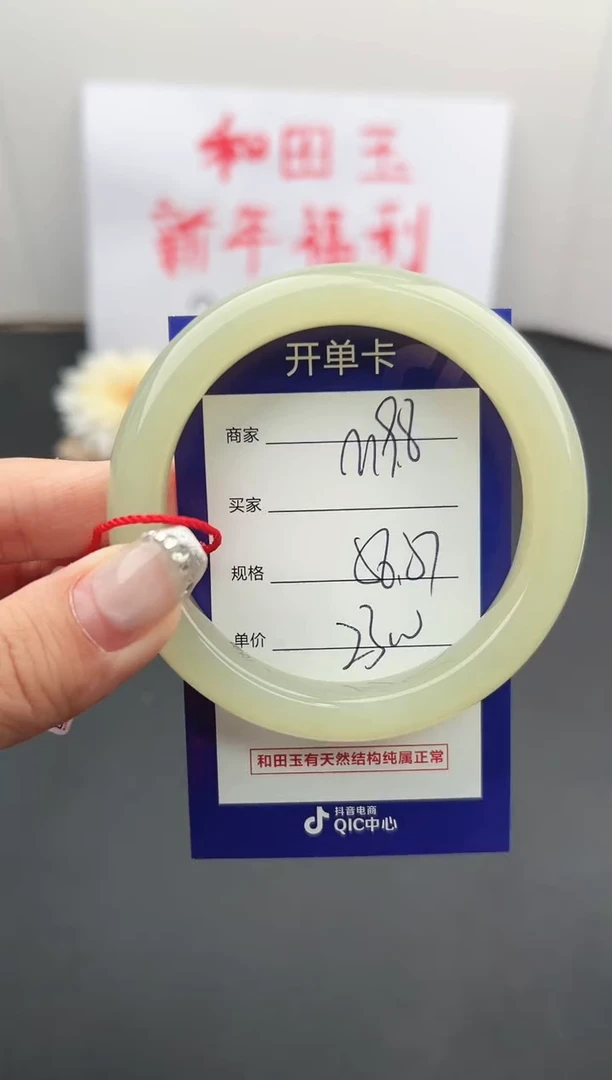 和田玉
新年福利
开单卡
商家
买家
规格 86.07
单价 23w
和田玉有天然结构纯属正常
抖音电商
QIC中心